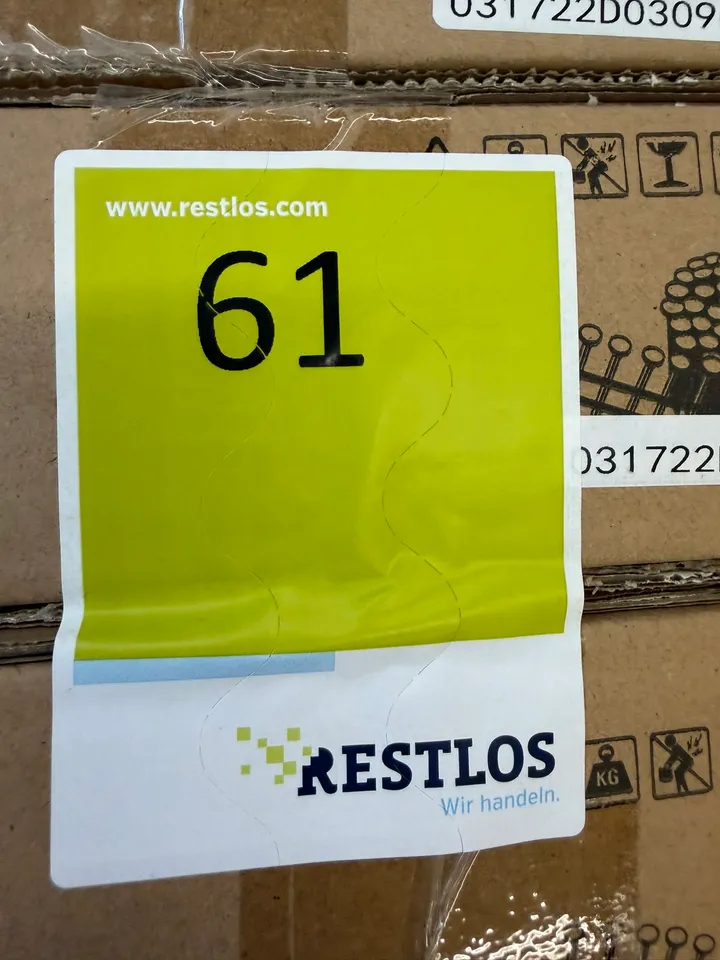 031722D0309
www.restlos.com
61
031722
KG
RESTLOS
Wir handeln.